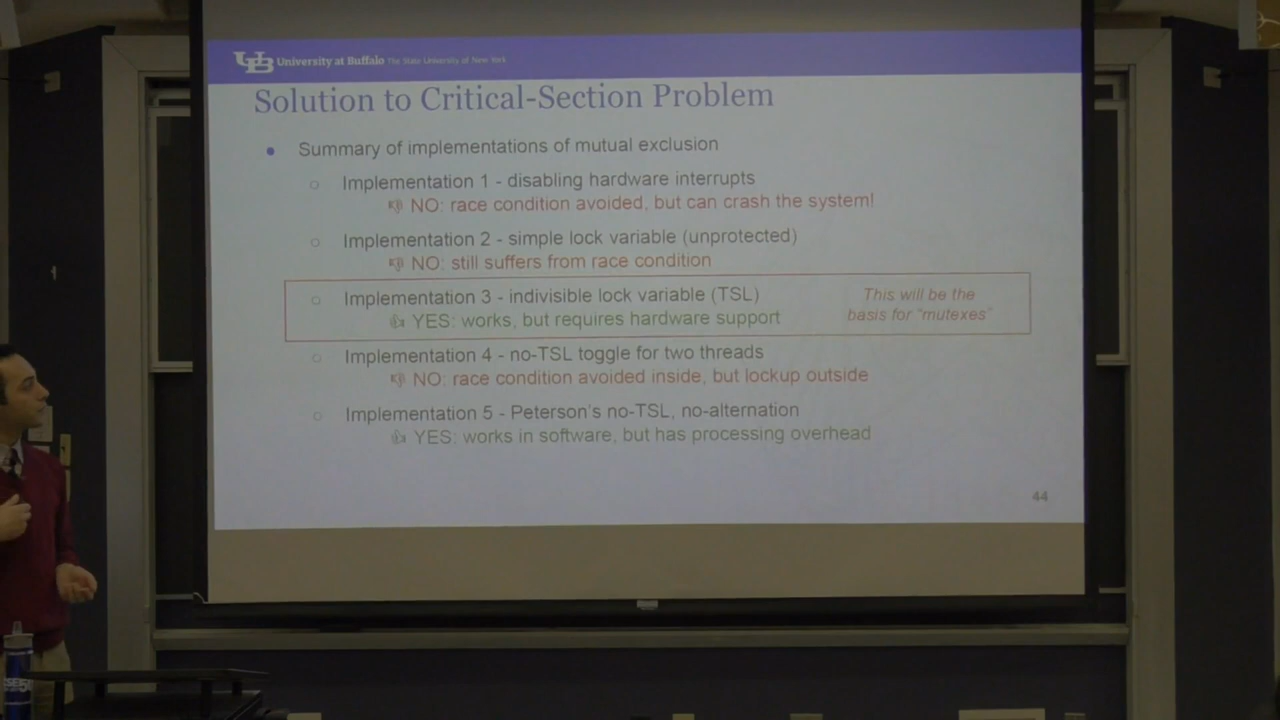 University at Buffalo The State University of New York
Solution to Critical-Section Problem
• Summary of implementations of mutual exclusion
○ Implementation 1 - disabling hardware interrupts
👎 NO: race condition avoided, but can crash the system!
○ Implementation 2 - simple lock variable (unprotected)
👎 NO: still suffers from race condition
○ Implementation 3 - indivisible lock variable (TSL)
👍 YES: works, but requires hardware support
This will be the
basis for "mutexes"
○ Implementation 4 - no-TSL toggle for two threads
👎 NO: race condition avoided inside, but lockup outside
○ Implementation 5 - Peterson's no-TSL, no-alternation
👍 YES: works in software, but has processing overhead
44